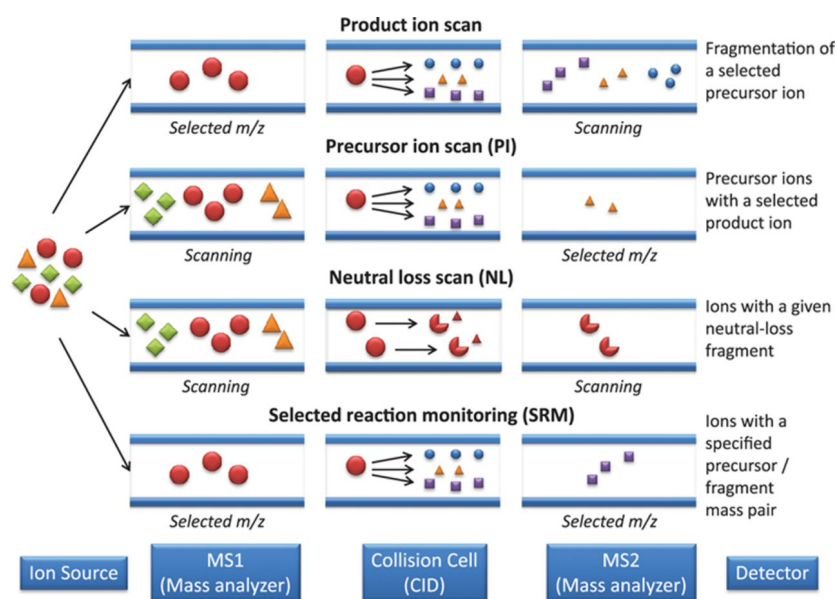 Product ion scan
Fragmentation of
a selected
precursor ion
Selected m/z
Scanning
Precursor ion scan (PI)
Precursor ions
with a selected
product ion
Scanning
Selected m/z
Neutral loss scan (NL)
Ions with a given
neutral-loss
fragment
Scanning
Scanning
Selected reaction monitoring (SRM)
Ions with a
specified
precursor /
fragment
mass pair
Selected m/z
Selected m/z
Ion Source
MS1
(Mass analyzer)
Collision Cell
(CID)
MS2
(Mass analyzer)
Detector